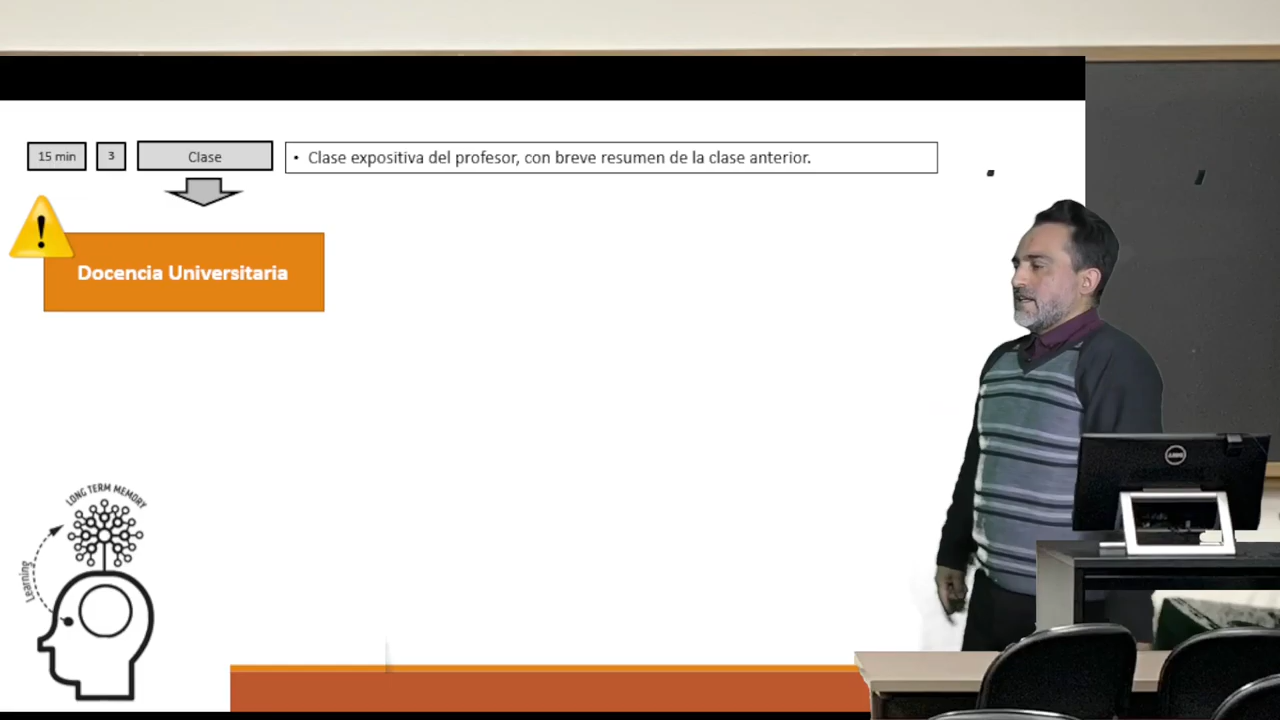 15 min
3
Clase
• Clase expositiva del profesor, con breve resumen de la clase anterior.
Docencia Universitaria
LONG TERM MEMORY
Learning
DELL